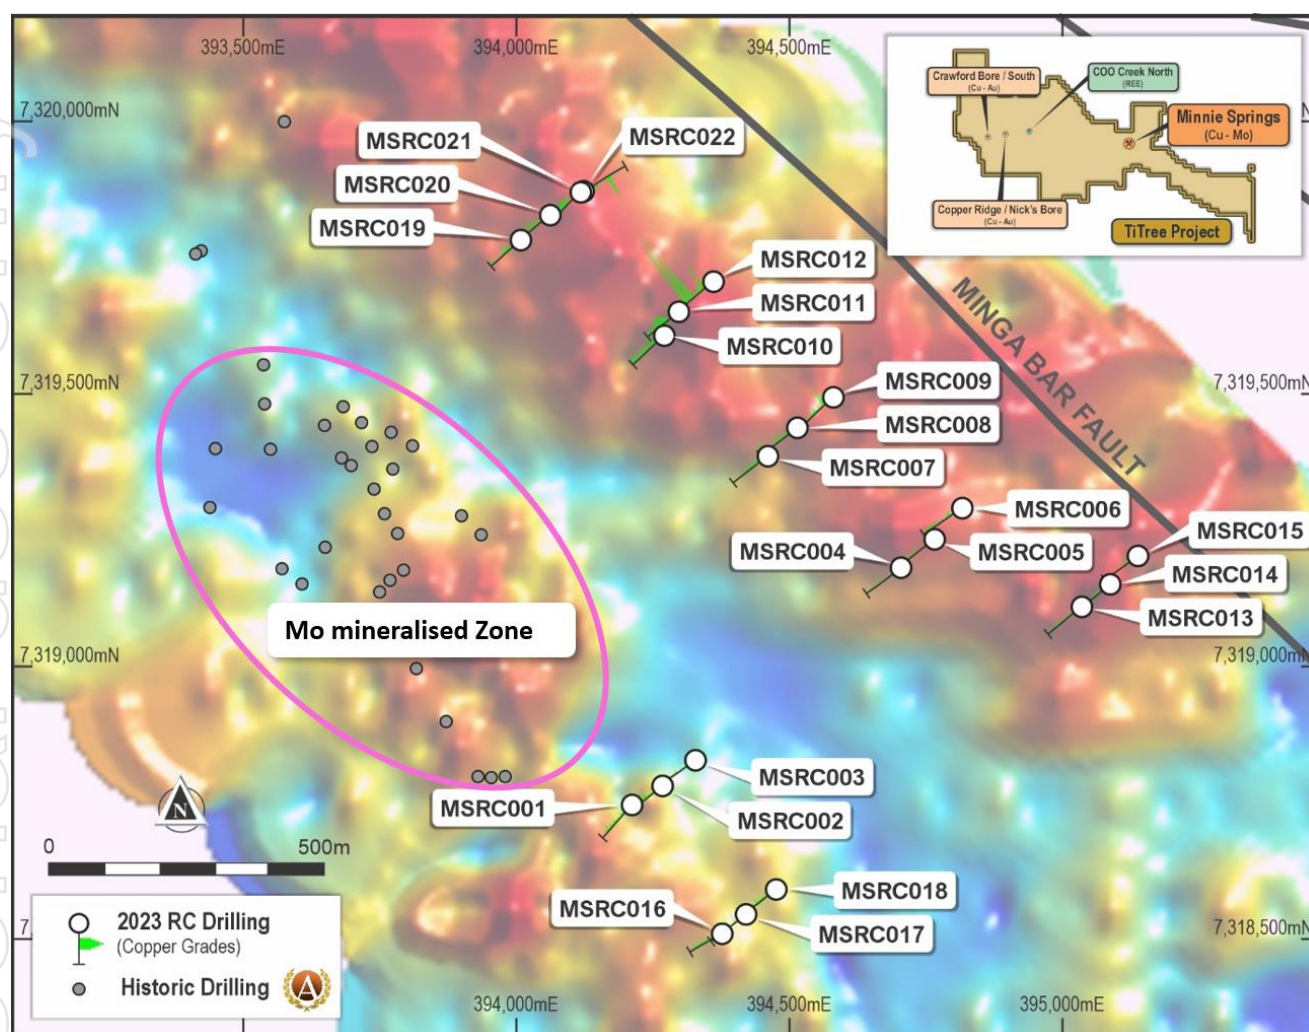 393,500mE
394,000mE
394,500mE
7,320,000mN
Crawford Bore / South
(Cu - Au)
COO Creek North
(REE)
Minnie Springs
(Cu - Mo)
Copper Ridge / Nick's Bore
(Cu - Au)
TiTree Project
MSRC021
MSRC022
MSRC020
MSRC019
MSRC012
MSRC011
MSRC010
MINGA BAR FAULT
7,319,500mN
7,319,500mN
MSRC009
MSRC008
MSRC007
MSRC006
MSRC004
MSRC005
MSRC015
MSRC014
MSRC013
Mo mineralised Zone
7,319,000mN
7,319,000mN
MSRC003
MSRC001
MSRC002
N
0
500m
MSRC018
MSRC016
MSRC017
2023 RC Drilling
(Copper Grades)
Historic Drilling
A
7,318,500mN
394,000mE
394,500mE
395,000mE